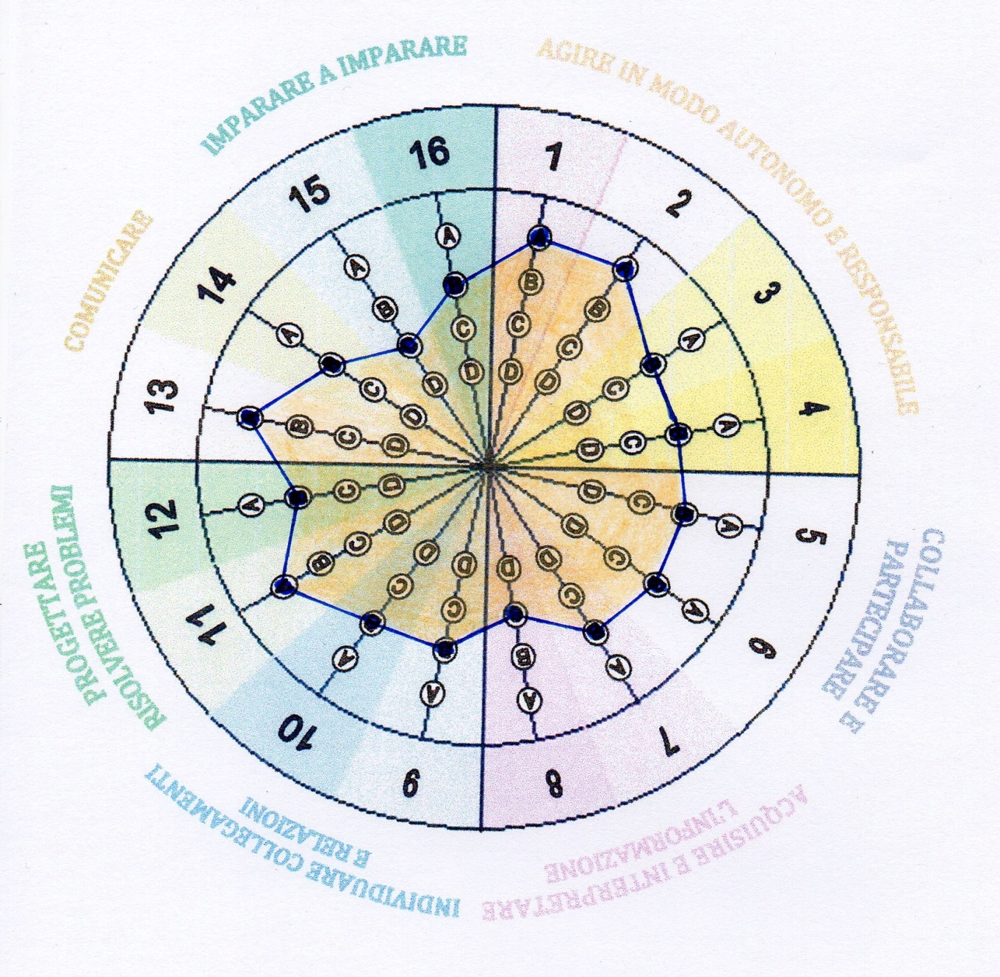 IMPARARE A IMPARARE
AGIRE IN MODO AUTONOMO E RESPONSABILE
COLLABORARE E
PARTECIPARE
ACQUISIRE E INTERPRETARE
L'INFORMAZIONE
INDIVIDUARE COLLEGAMENTI
E RELAZIONI
RISOLVERE PROBLEMI
PROGETTARE
COMUNICARE
1
A B C D
2
A B C D
3
A B C D
4
A B C D
5
A B C D
6
A B C D
7
A B C D
8
A B C D
9
A B C D
10
A B C D
11
A B C D
12
A B C D
13
A B C D
14
A B C D
15
A B C D
16
A B C D